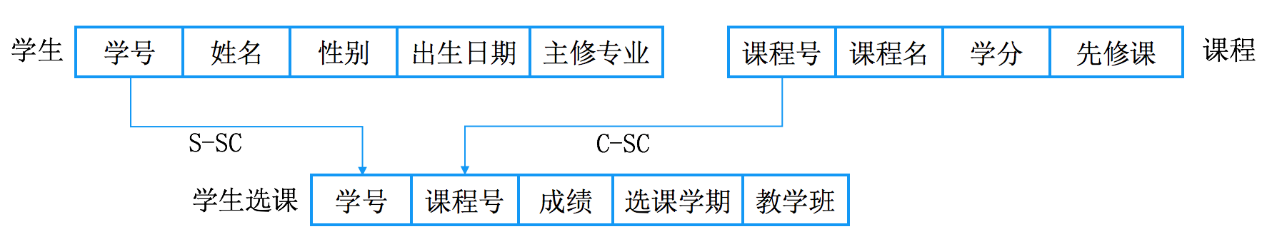 学生 学号 姓名 性别 出生日期 主修专业 课程号 课程名 学分 先修课 课程
S-SC C-SC
学生选课 学号 课程号 成绩 选课学期 教学班